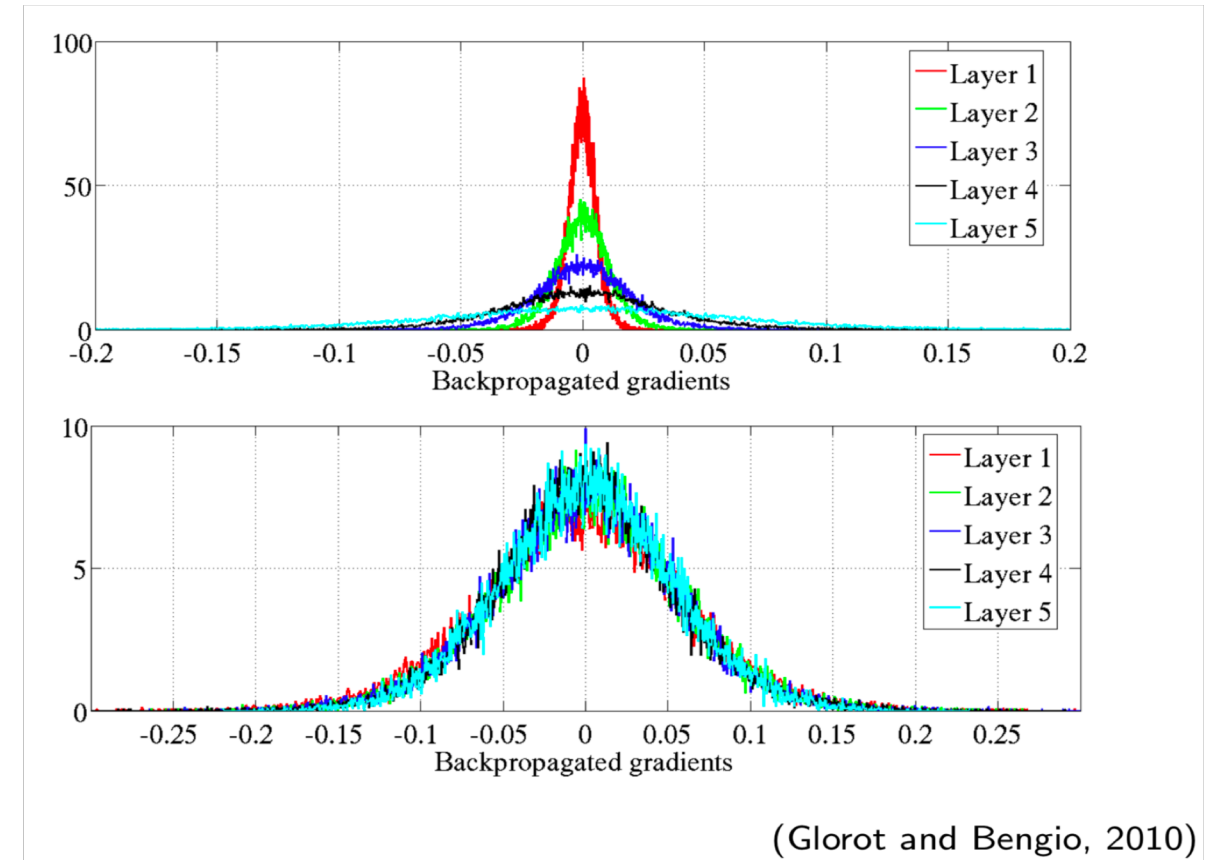 100
50
0
Layer 1
Layer 2
Layer 3
Layer 4
Layer 5
-0.2 -0.15 -0.1 -0.05 0 0.05 0.1 0.15 0.2
Backpropagated gradients
10
5
0
Layer 1
Layer 2
Layer 3
Layer 4
Layer 5
-0.25 -0.2 -0.15 -0.1 -0.05 0 0.05 0.1 0.15 0.2 0.25
Backpropagated gradients
(Glorot and Bengio, 2010)